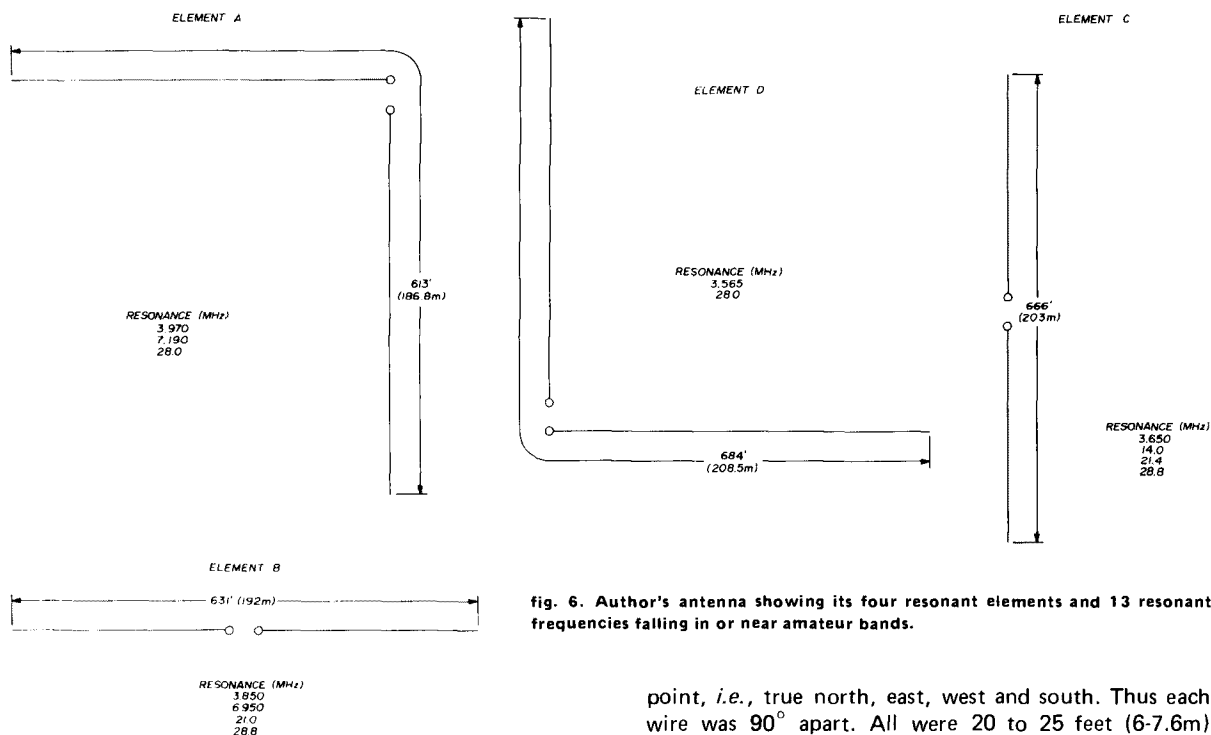 ELEMENT A
613'
(186.8m)
RESONANCE (MHz)
3.970
7.190
28.0
ELEMENT D
RESONANCE (MHz)
3.565
28.0
684'
(208.5m)
ELEMENT C
666'
(203m)
RESONANCE (MHz)
3.650
14.0
21.4
28.8
ELEMENT B
631' (192m)
RESONANCE (MHz)
3.850
6.950
21.0
28.8
fig. 6. Author's antenna showing its four resonant elements and 13 resonant
frequencies falling in or near amateur bands.
point, i.e., true north, east, west and south. Thus each
wire was 90° apart. All were 20 to 25 feet (6-7.6m)